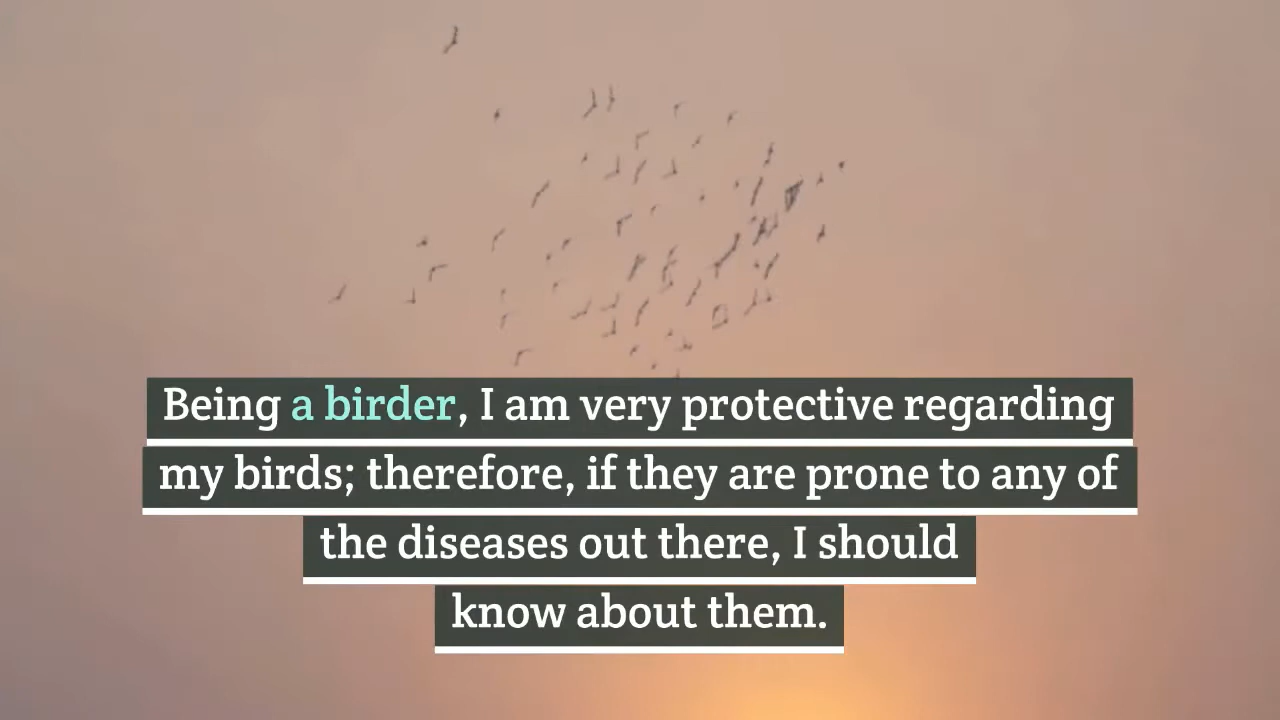 Being a birder, I am very protective regarding
my birds; therefore, if they are prone to any of
the diseases out there, I should
know about them.